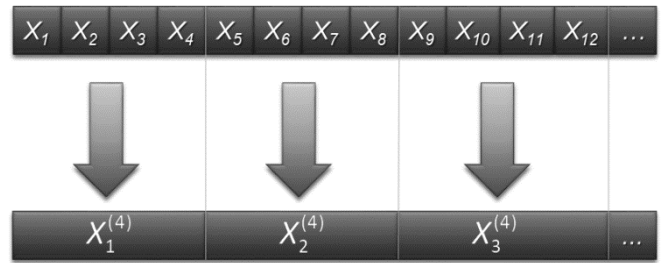 X₁ X₂ X₃ X₄ X₅ X₆ X₇ X₈ X₉ X₁₀ X₁₁ X₁₂ ...
X₁⁽⁴⁾ X₂⁽⁴⁾ X₃⁽⁴⁾ ...